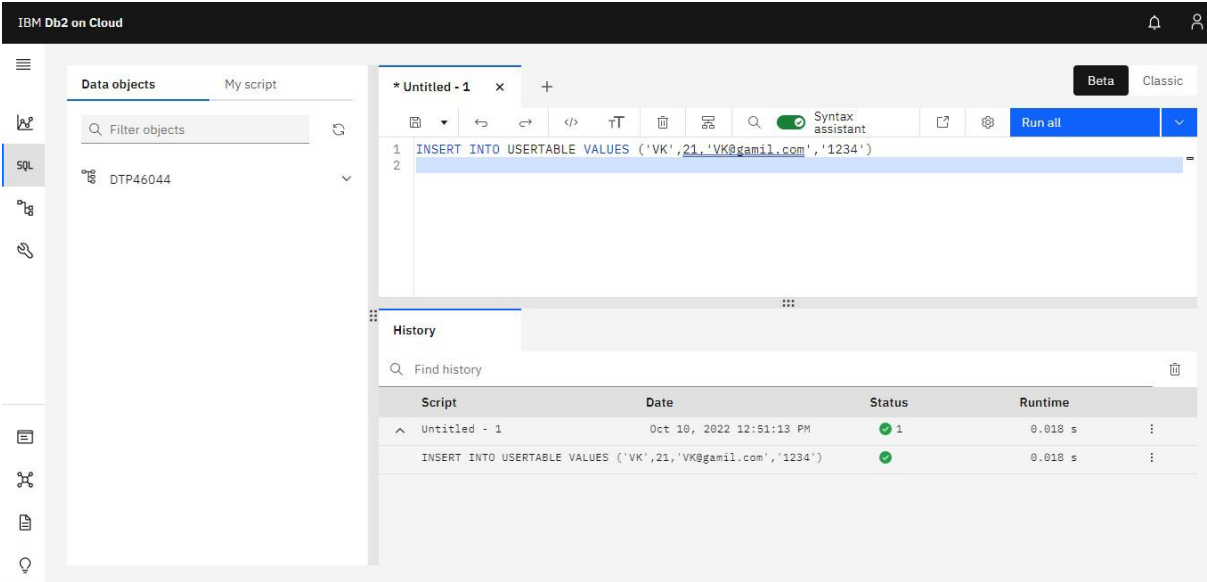 IBM Db2 on Cloud
Data objects My script
Filter objects
SQL
DTP46044
* Untitled - 1 × +
Beta Classic
</> TT Syntax assistant Run all
1 INSERT INTO USERTABLE VALUES ('VK',21,'VK@gamil.com','1234')
2
History
Find history
Script Date Status Runtime
Untitled - 1 Oct 10, 2022 12:51:13 PM 1 0.018 s
INSERT INTO USERTABLE VALUES ('VK',21,'VK@gamil.com','1234') 0.018 s